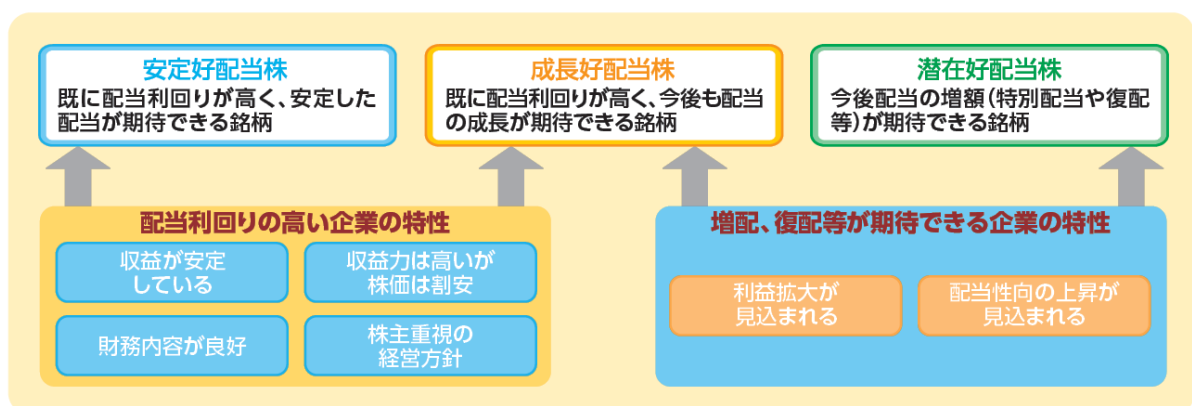 安定好配当株
既に配当利回りが高く、安定した
配当が期待できる銘柄
成長好配当株
既に配当利回りが高く、今後も配当
の成長が期待できる銘柄
潜在好配当株
今後配当の増額(特別配当や復配
等)が期待できる銘柄
配当利回りの高い企業の特性
収益が安定
している
収益力は高いが
株価は割安
財務内容が良好
株主重視の
経営方針
増配、復配等が期待できる企業の特性
利益拡大が
見込まれる
配当性向の上昇が
見込まれる